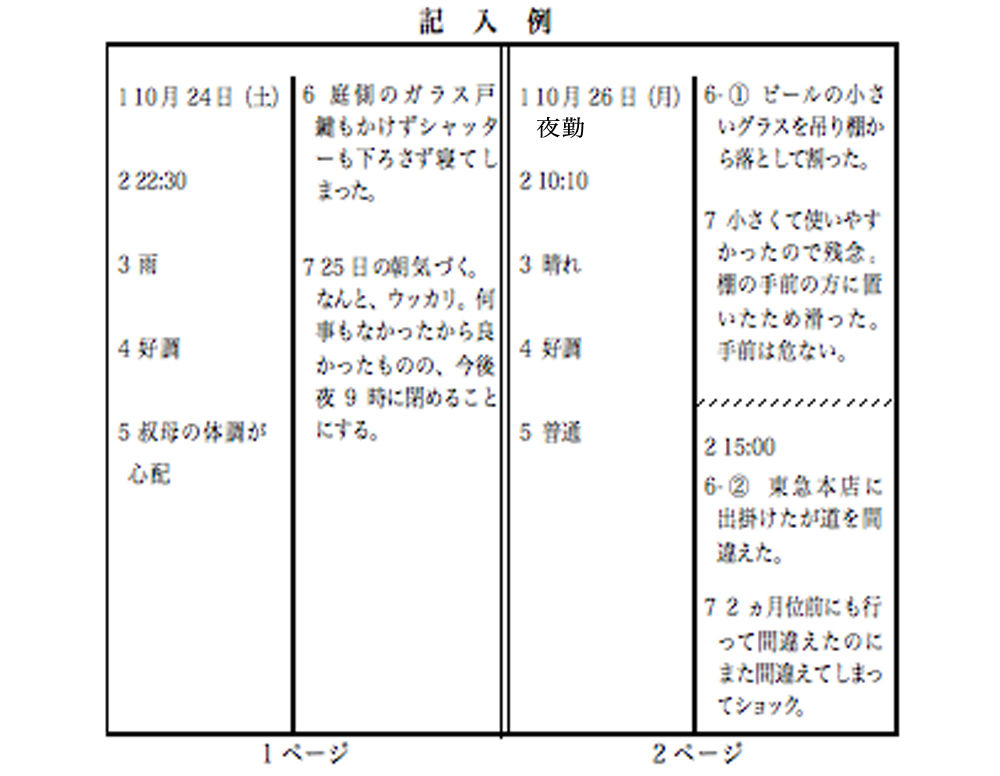 記入例
1 10月 24日 (土)
2 22:30
3 雨
4 好調
5 叔母の体調が
心配
6 庭側のガラス戸
鍵もかけずシャッタ
ーも下ろさず寝てし
まった。
7 25 日の朝気づく。
なんと、ウッカリ。何
事もなかったから良
かったものの、今後
夜 9 時に閉めること
にする。
1 ページ
1 10月 26 日 (月)
夜勤
2 10:10
3 晴れ
4 好調
5 普通
6-① ビールの小さ
いグラスを吊り棚か
ら落として割った。
7 小さくて使いやす
かったので残念。
棚の手前の方に置
いたため滑った。
手前は危ない。
2 15:00
6-② 東急本店に
出掛けたが道を間
違えた。
7 2 ヵ月位前にも行
って間違えたのに
また間違えてしまっ
てショック。
2 ページ